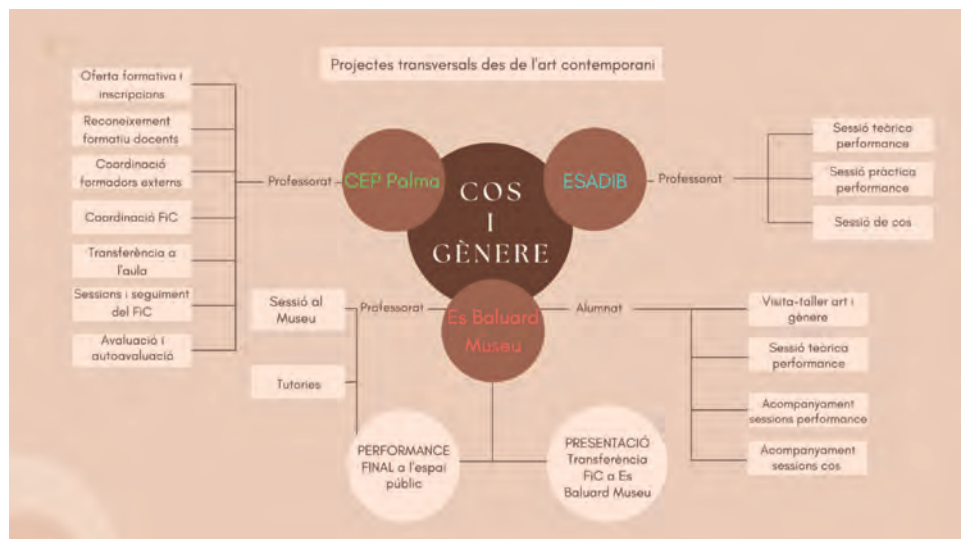 Projectes transversals des de l'art contemporani
Oferta formativa i
inscripcions
Reconeixement
formatiu docents
Coordinació
formadors externs
Coordinació FiC
Transferència a
l'aula
Sessions i seguiment
del FiC
Avaluació i
autoavaluació
Professorat
CEP Palma
COS
I
GÈNERE
ESADIB
Professorat
Sessió teòrica
performance
Sessió pràctica
performance
Sessió de cos
Sessió al
Museu
Tutories
Professorat
Es Baluard
Museu
Alumnat
Visita-taller art i
gènere
Sessió teòrica
performance
Acompanyament
sessions performance
Acompanyament
sessions cos
PERFORMANCE
FINAL a l'espai
públic
PRESENTACIÓ
Transferència
FiC a Es
Baluard Museu